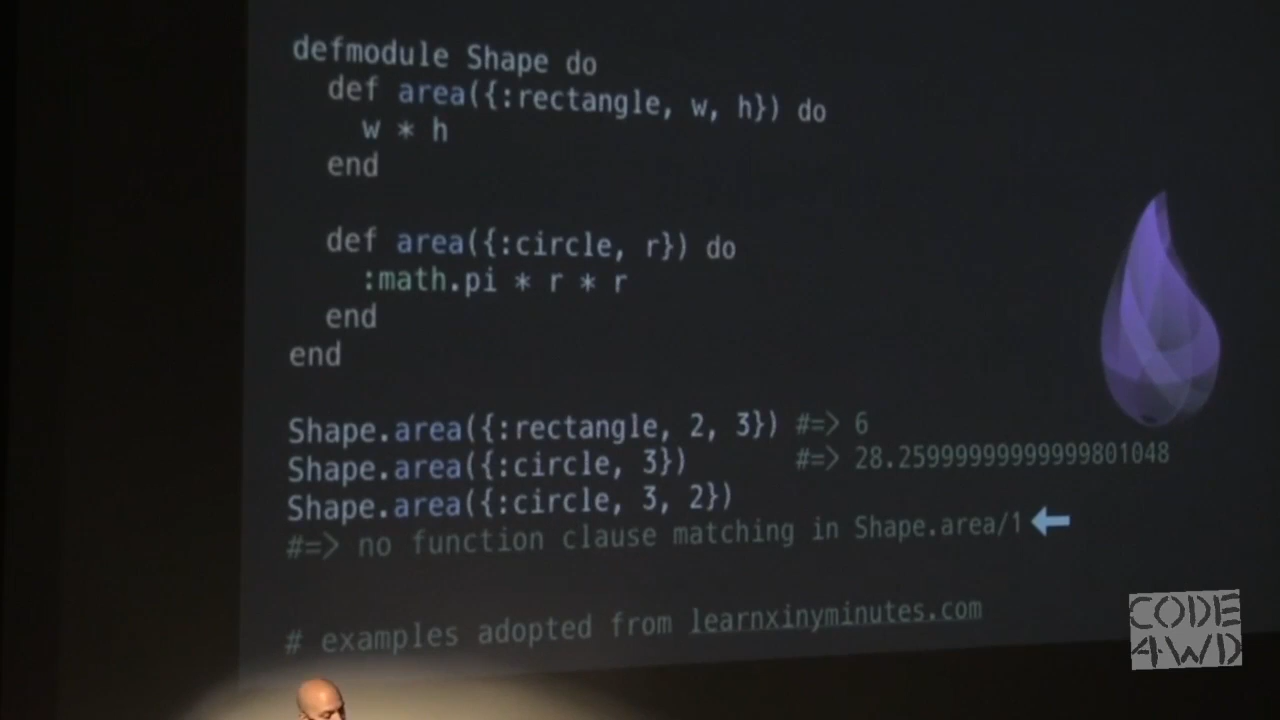 defmodule Shape do
def area({:rectangle, w, h}) do
w * h
end
def area({:circle, r}) do
:math.pi * r * r
end
end
Shape.area({:rectangle, 2, 3}) #=> 6
Shape.area({:circle, 3}) #=> 28.25999999999999801048
Shape.area({:circle, 3, 2})
#=> no function clause matching in Shape.area/1
# examples adopted from learnxinyminutes.com
CODE
4WD